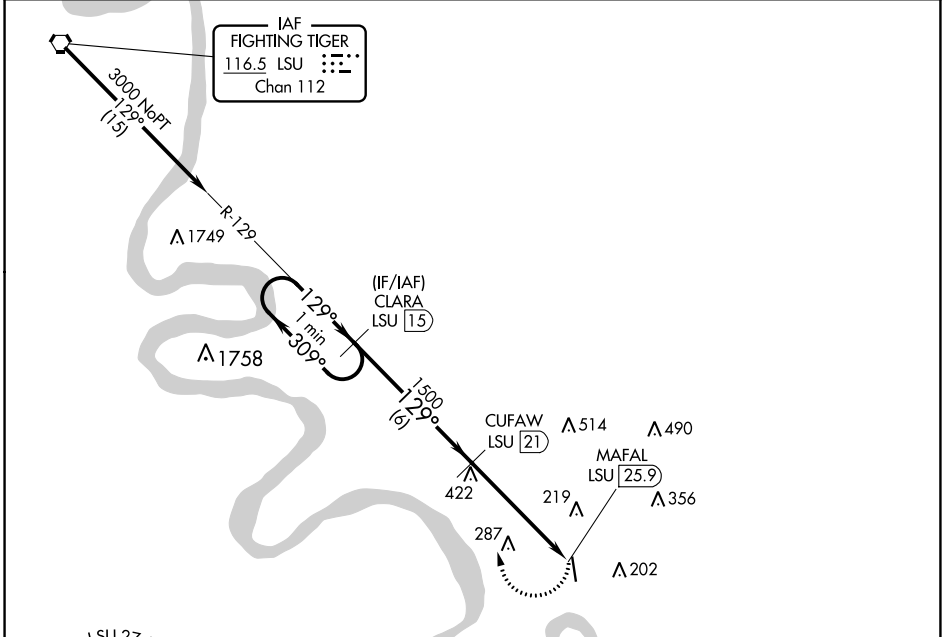 IAF
FIGHTING TIGER
116.5 LSU
Chan 112
3000 NoPT
129°
(15)
R-129
1749
(IF/IAF)
CLARA
LSU 15
129°
1 min
309°
1758
1500
129°
(6)
CUFAW
LSU 21
514
490
MAFAL
LSU 25.9
422
219
356
287
202